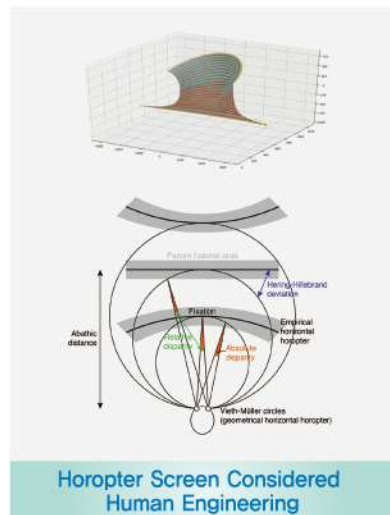 Panum's fusional area
Hering-Hillebrand
deviation
Fixation
Empirical
horizontal
horopter
Abathic
distance
Relative
disparity
Absolute
disparity
Vieth-Müller circles
(geometrical horizontal horopter)
Horopter Screen Considered
Human Engineering